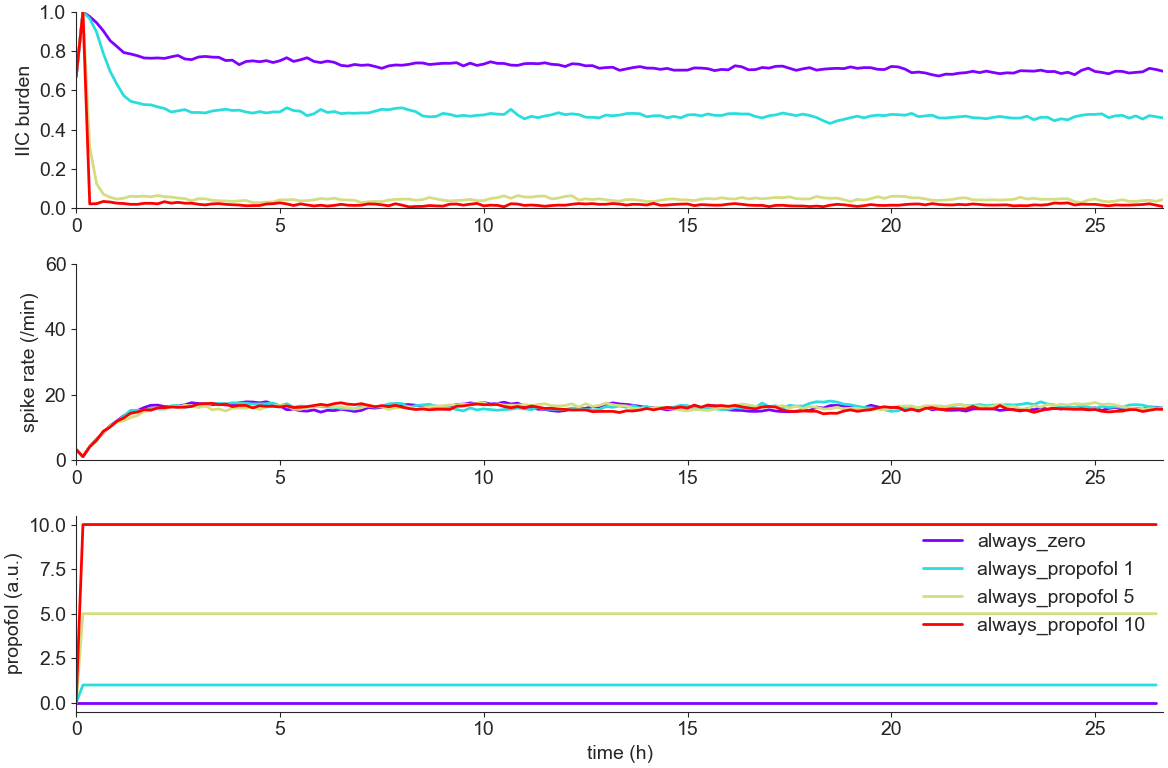 IIC burden
1.0
0.8
0.6
0.4
0.2
0.0
0 5 10 15 20 25
spike rate (/min)
60
40
20
0
0 5 10 15 20 25
propofol (a.u.)
10.0
7.5
5.0
2.5
0.0
always_zero
always_propofol 1
always_propofol 5
always_propofol 10
0 5 10 15 20 25
time (h)